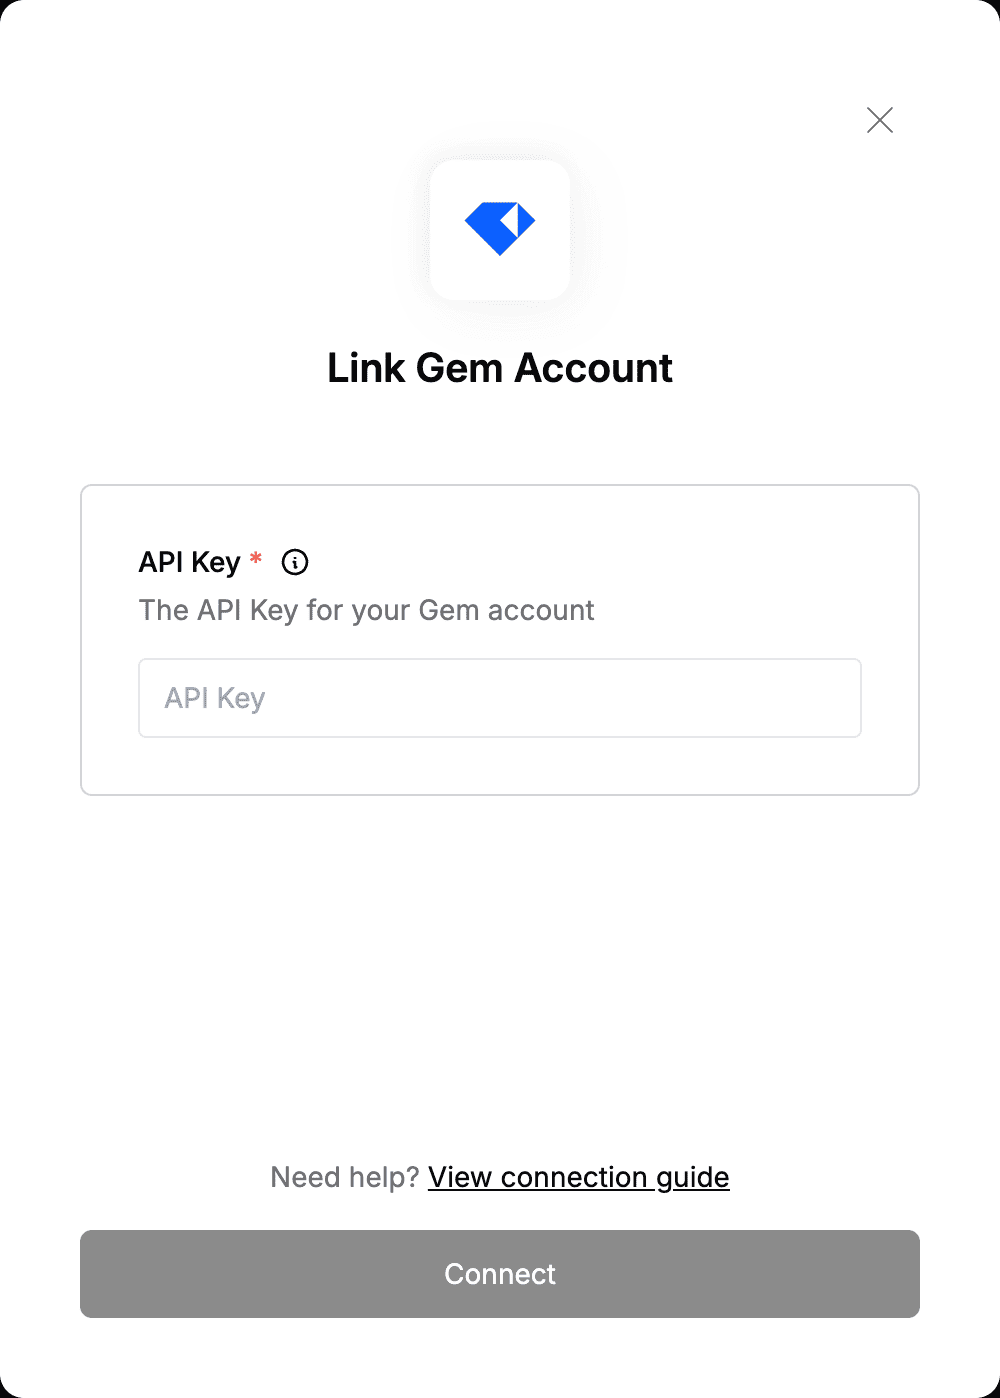 Link Gem Account
API Key *
The API Key for your Gem account
API Key
Need help? View connection guide
Connect